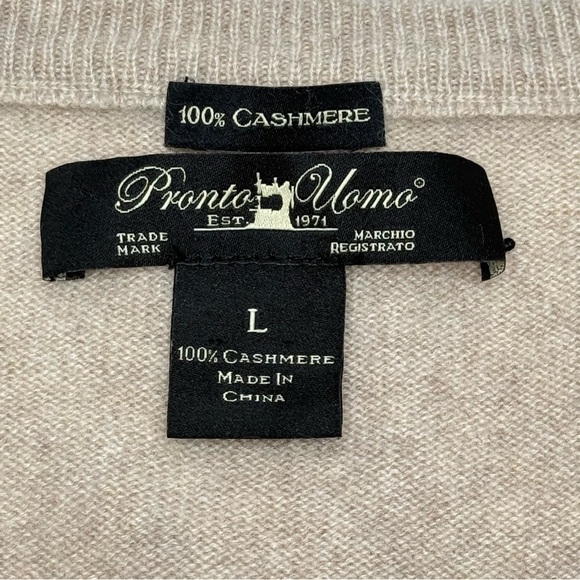 100% CASHMERE
Pronto Uomo©
EST. 1971
TRADE MARK
MARCHIO REGISTRATO
L
100% CASHMERE
MADE IN
CHINA